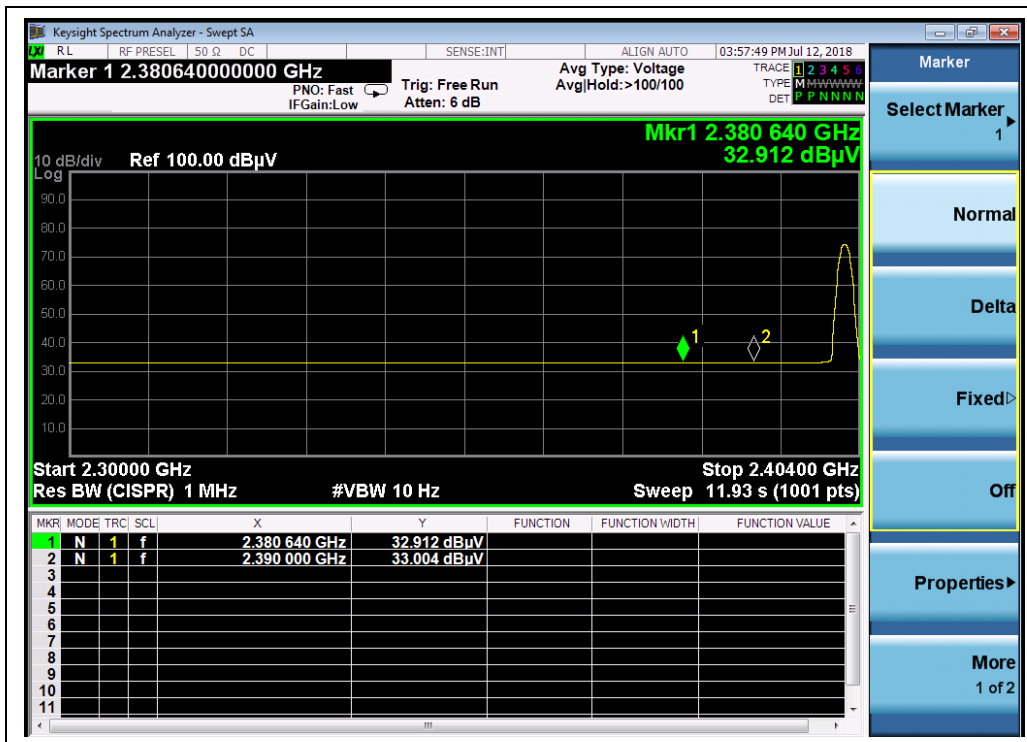 Keysight Spectrum Analyzer - Swept SA
LXI RL RF PRESEL 50 Ω DC SENSE:INT ALIGN AUTO 03:57:49 PM Jul 12, 2018
Marker 1 2.380640000000 GHz
PNO: Fast
IFGain:Low
Trig: Free Run
Atten: 6 dB
Avg Type: Voltage
Avg|Hold:>100/100
TRACE 1 2 3 4 5 6
TYPE M M W W W W W
DET P P N N N N
Mkr1 2.380 640 GHz
32.912 dBµV
10 dB/div Ref 100.00 dBµV
Log
90.0
80.0
70.0
60.0
50.0
40.0
30.0
20.0
10.0
1
2
Start 2.30000 GHz Stop 2.40400 GHz
Res BW (CISPR) 1 MHz #VBW 10 Hz Sweep 11.93 s (1001 pts)
MKR MODE TRC SCL X Y FUNCTION FUNCTION WIDTH FUNCTION VALUE
1 N 1 f 2.380 640 GHz 32.912 dBµV
2 N 1 f 2.390 000 GHz 33.004 dBµV
3
4
5
6
7
8
9
10
11
Marker
Select Marker
1
Normal
Delta
Fixed
Off
Properties
More
1 of 2